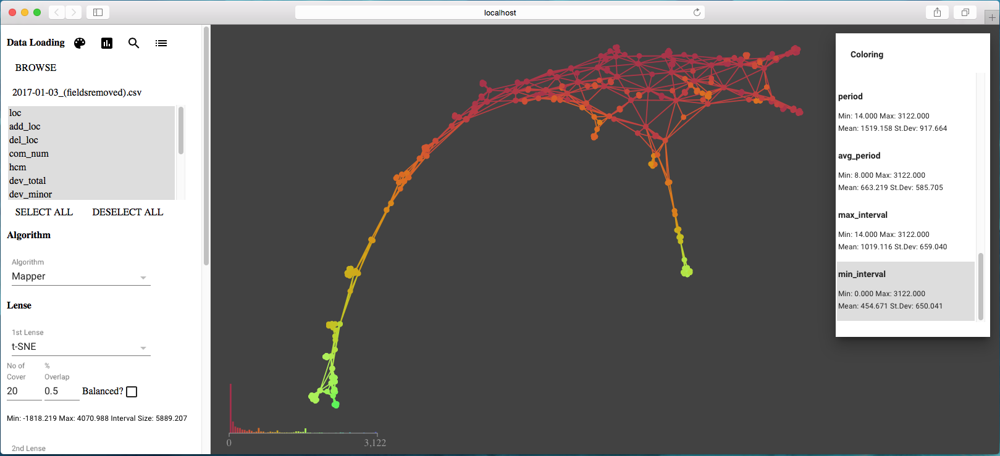 localhost
Data Loading
BROWSE
2017-01-03_(fieldsremoved).csv
loc
add_loc
del_loc
com_num
hcm
dev_total
dev_minor
SELECT ALL DESELECT ALL
Algorithm
Algorithm
Mapper
Lense
1st Lense
t-SNE
No of Cover
% Overlap
20
0.5
Balanced?
Min: -1818.219 Max: 4070.988 Interval Size: 5889.207
2nd Lense
0
3,122
Coloring
period
Min: 14.000 Max: 3122.000
Mean: 1519.158 St.Dev: 917.664
avg_period
Min: 8.000 Max: 3122.000
Mean: 663.219 St.Dev: 585.705
max_interval
Min: 14.000 Max: 3122.000
Mean: 1019.116 St.Dev: 659.040
min_interval
Min: 0.000 Max: 3122.000
Mean: 454.671 St.Dev: 650.041